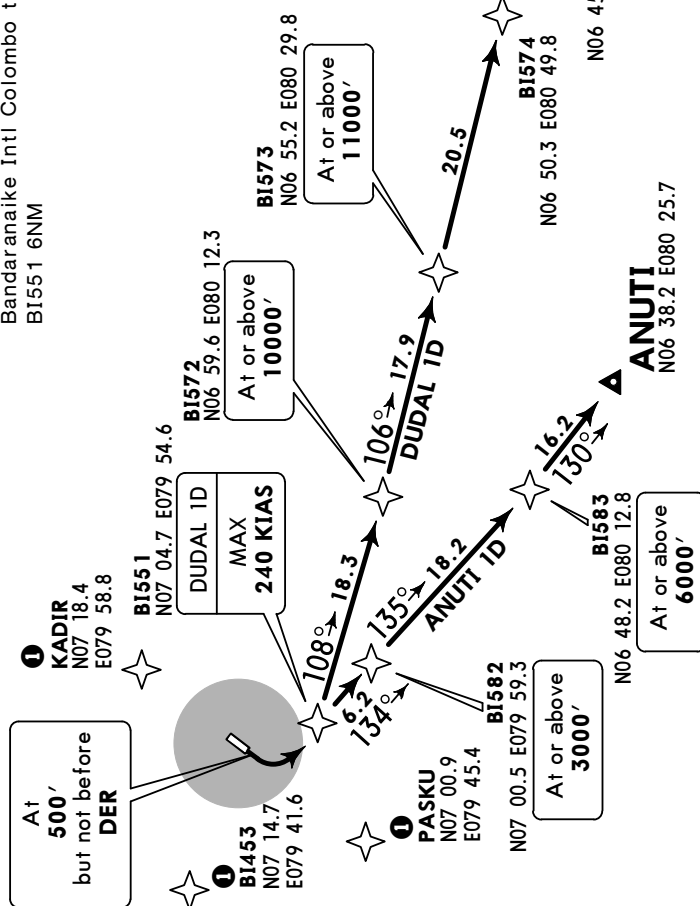 Bandaranaike Intl Colombo t
BI551 6NM
❶
KADIR
N07 18.4
E079 58.8
At
500′
but not before
DER
BI551
N07 04.7 E079 54.6
DUDAL 1D
MAX
240 KIAS
BI572
N06 59.6 E080 12.3
At or above
10000′
BI573
N06 55.2 E080 29.8
At or above
11000′
BI574
N06 50.3 E080 49.8
N06 45
108°
18.3
106°
17.9
DUDAL 1D
20.5
❶
BI453
N07 14.7
E079 41.6
❶
PASKU
N07 00.9
E079 45.4
6.2
134°
BI582
N07 00.5 E079 59.3
At or above
3000′
135°
18.2
ANUTI 1D
BI583
N06 48.2 E080 12.8
At or above
6000′
16.2
130°
ANUTI
N06 38.2 E080 25.7